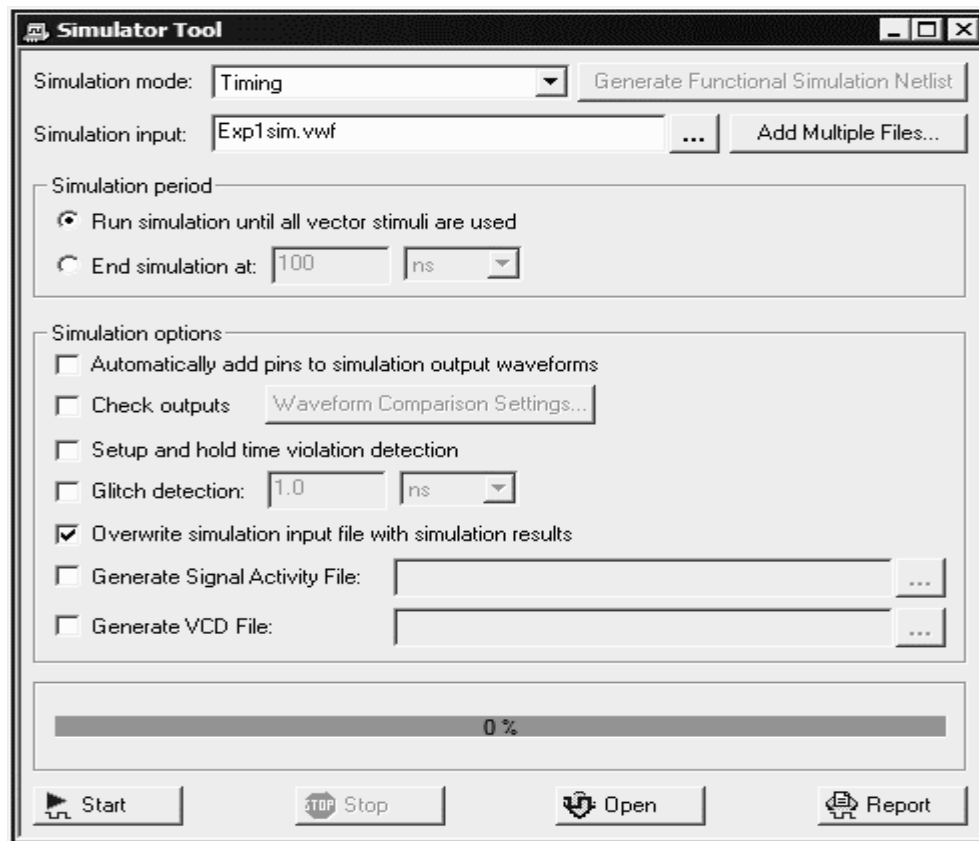 Simulator Tool
Simulation mode: Timing Generate Functional Simulation Netlist
Simulation input: Exp1sim.vwf ... Add Multiple Files...
Simulation period
Run simulation until all vector stimuli are used
End simulation at: 100 ns
Simulation options
Automatically add pins to simulation output waveforms
Check outputs Waveform Comparison Settings...
Setup and hold time violation detection
Glitch detection: 1.0 ns
Overwrite simulation input file with simulation results
Generate Signal Activity File: ...
Generate VCD File: ...
0 %
Start STOP Stop Open Report